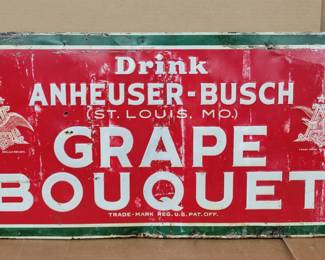 Drink
ANHEUSER-BUSCH
(ST. LOUIS, MO.)
GRAPE
BOUQUET
TRADE-MARK REG. U.S. PAT. OFF.